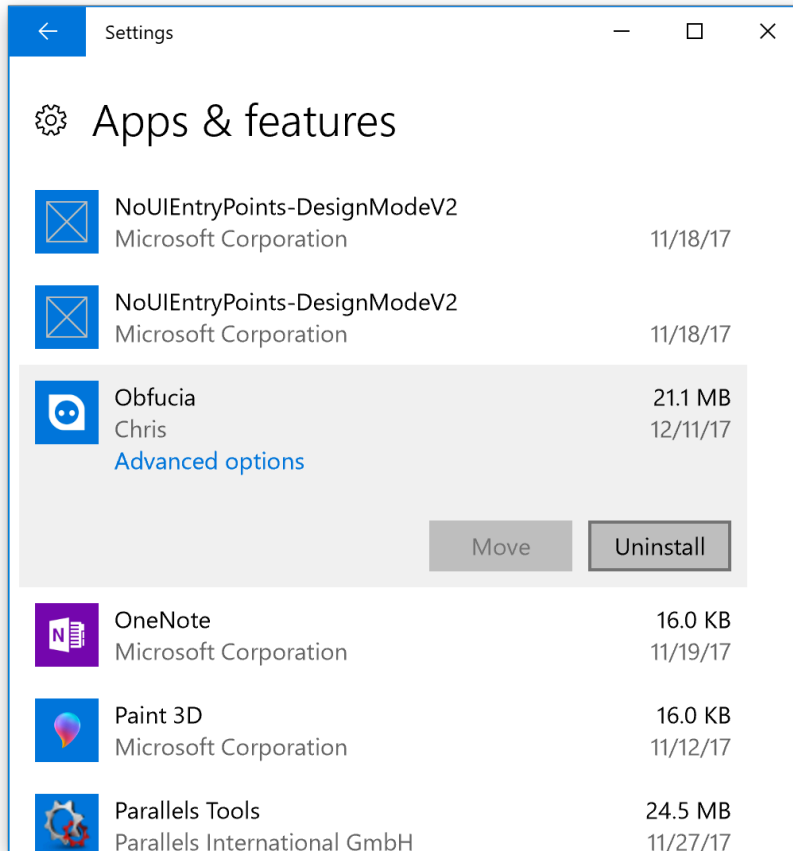 Settings
Apps & features
NoUIEntryPoints-DesignModeV2
Microsoft Corporation 11/18/17
NoUIEntryPoints-DesignModeV2
Microsoft Corporation 11/18/17
Obfucia 21.1 MB
Chris 12/11/17
Advanced options
Move Uninstall
OneNote 16.0 KB
Microsoft Corporation 11/19/17
Paint 3D 16.0 KB
Microsoft Corporation 11/12/17
Parallels Tools 24.5 MB
Parallels International GmbH 11/27/17